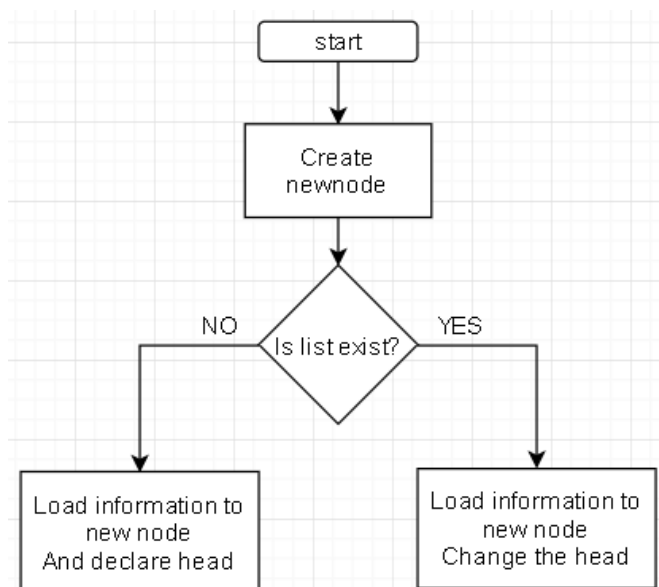 start
Create
newnode
NO
Is list exist?
YES
Load information to
new node
And declare head
Load information to
new node
Change the head